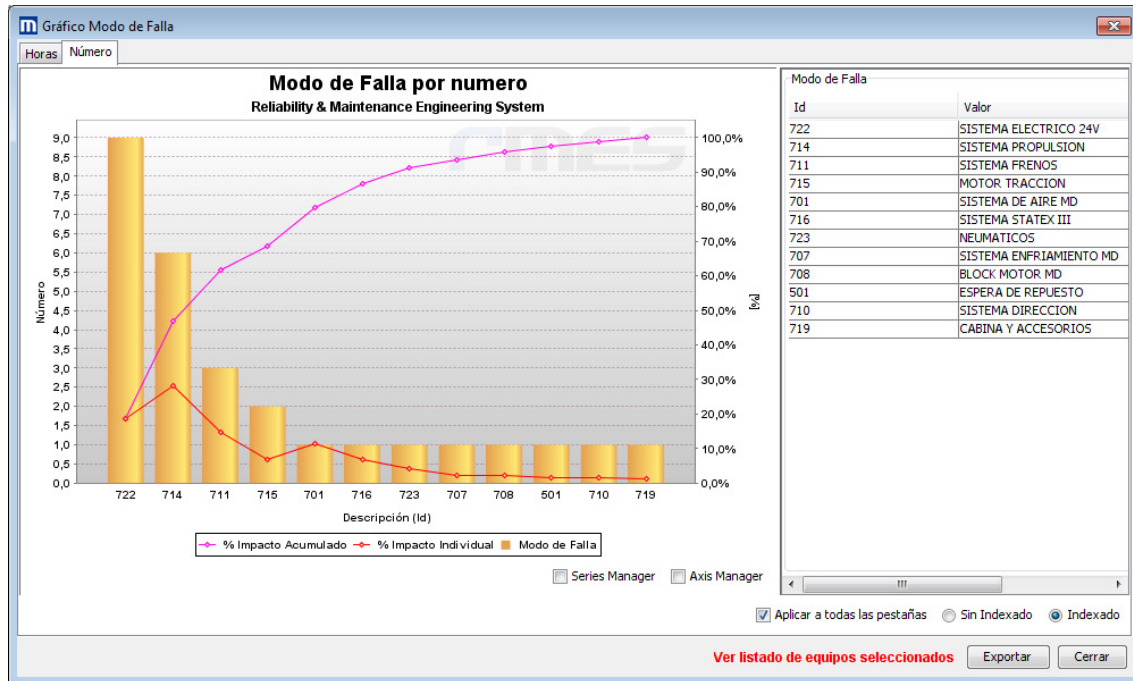 m Gráfico Modo de Falla
Horas Número
Modo de Falla por numero
Reliability & Maintenance Engineering System
rmes
Número
9,0
8,5
8,0
7,5
7,0
6,5
6,0
5,5
5,0
4,5
4,0
3,5
3,0
2,5
2,0
1,5
1,0
0,5
0,0
100,0%
90,0%
80,0%
70,0%
60,0%
50,0%
40,0%
30,0%
20,0%
10,0%
0,0%
[%]
722 714 711 715 701 716 723 707 708 501 710 719
Descripción (Id)
% Impacto Acumulado % Impacto Individual Modo de Falla
Series Manager Axis Manager
Modo de Falla
Id Valor
722 SISTEMA ELECTRICO 24V
714 SISTEMA PROPULSION
711 SISTEMA FRENOS
715 MOTOR TRACCION
701 SISTEMA DE AIRE MD
716 SISTEMA STATEX III
723 NEUMATICOS
707 SISTEMA ENFRIAMIENTO MD
708 BLOCK MOTOR MD
501 ESPERA DE REPUESTO
710 SISTEMA DIRECCION
719 CABINA Y ACCESORIOS
Aplicar a todas las pestañas Sin Indexado Indexado
Ver listado de equipos seleccionados Exportar Cerrar